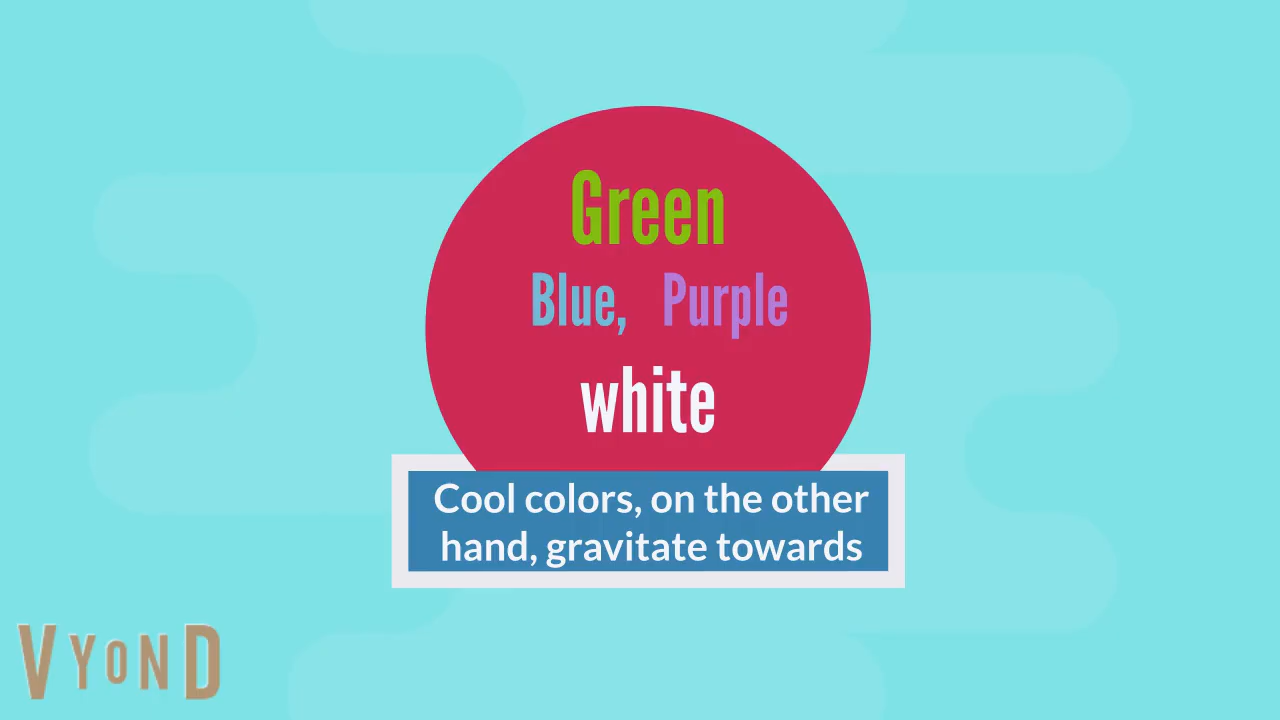 Green
Blue, Purple
white
Cool colors, on the other
hand, gravitate towards
VYOND